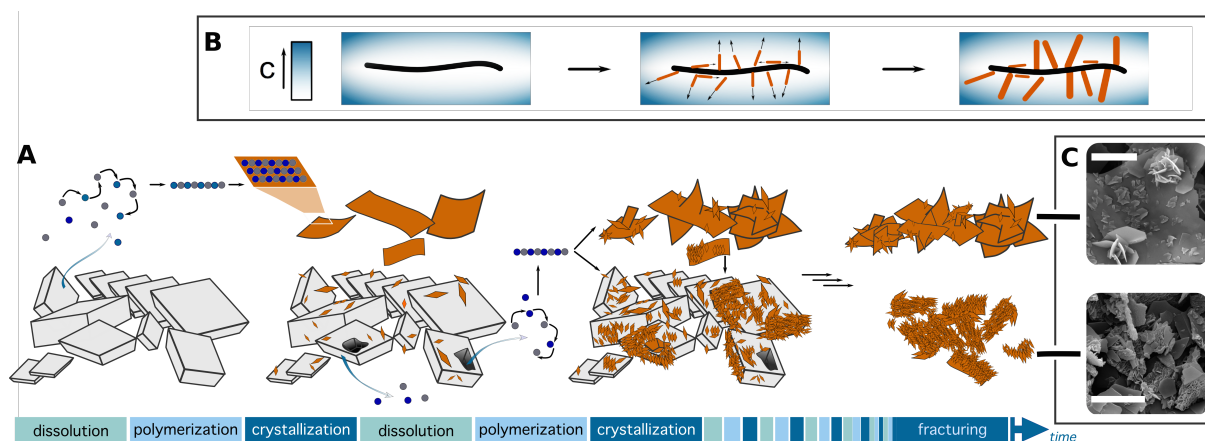 B
C
A
C
dissolution
polymerization
crystallization
dissolution
polymerization
crystallization
fracturing
time